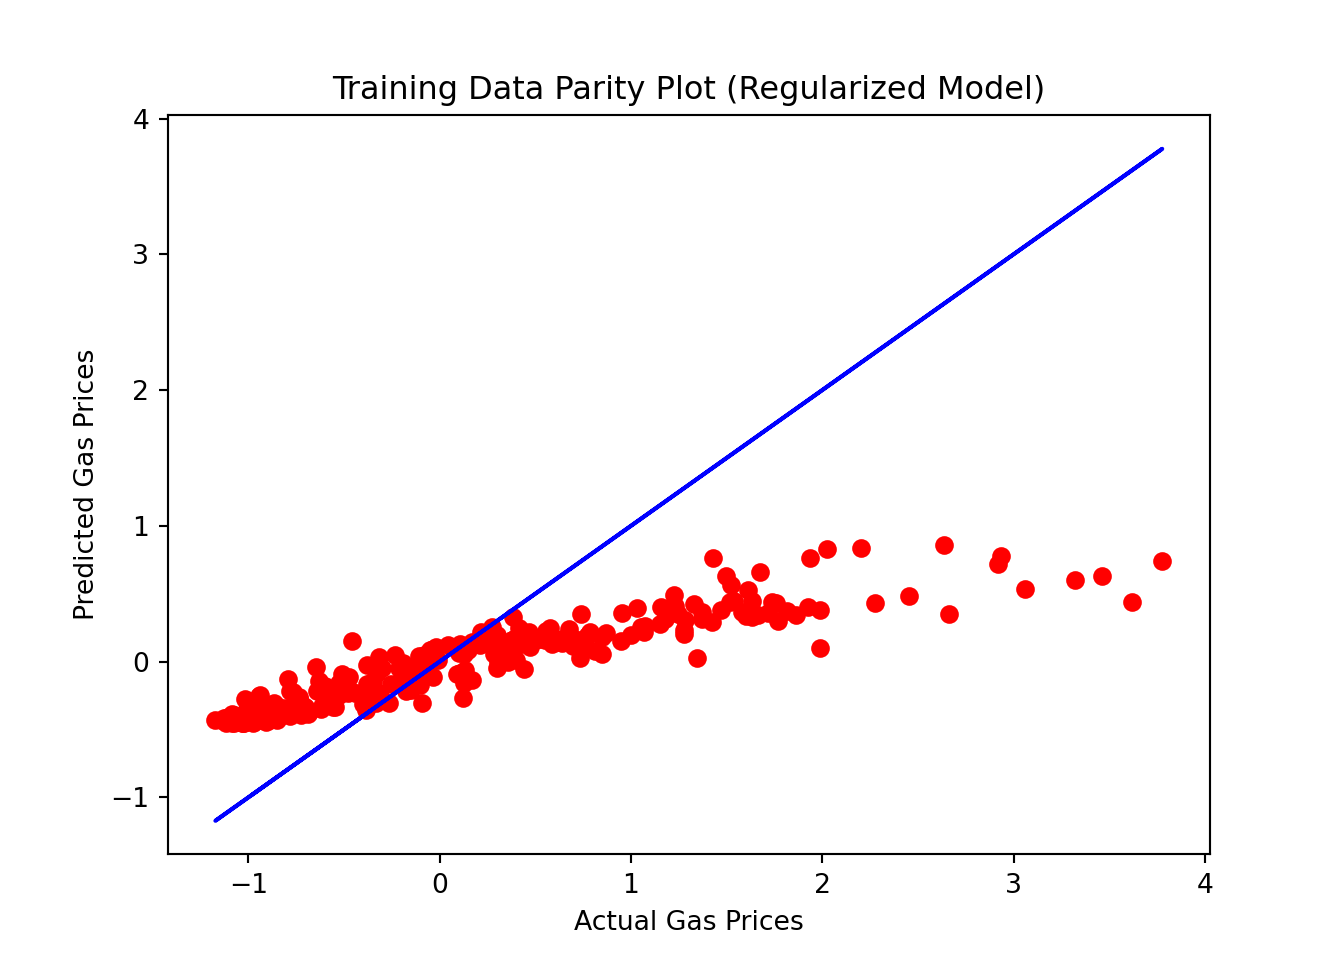 Training Data Parity Plot (Regularized Model)
4
3
2
1
0
−1
Predicted Gas Prices
−1 0 1 2 3 4
Actual Gas Prices